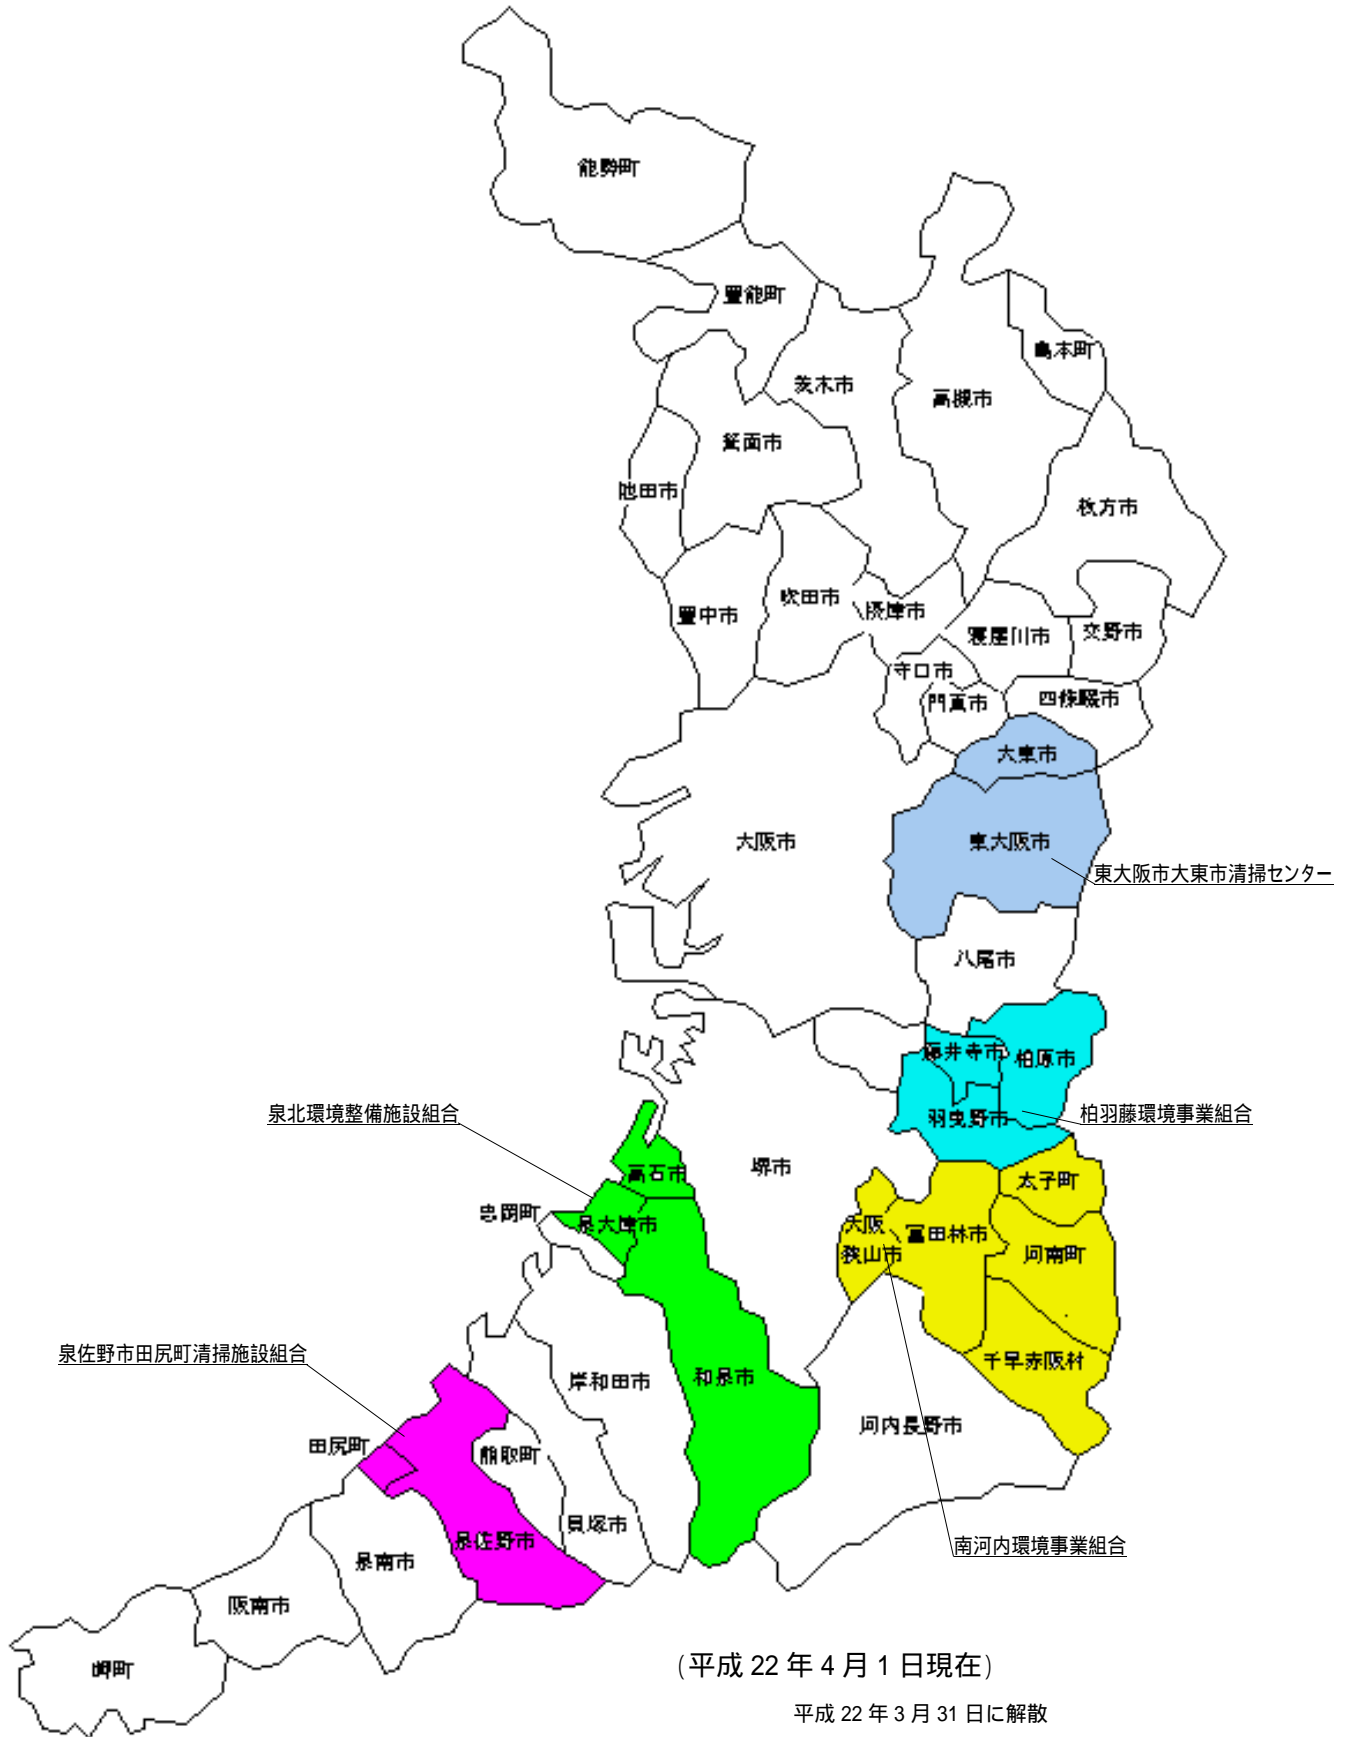 能勢町
豊能町
島本町
茨木市
高槻市
箕面市
池田市
枚方市
吹田市
摂津市
豊中市
寝屋川市
交野市
守口市
門真市
四條畷市
大東市
大阪市
東大阪市
東大阪市大東市清掃センター
八尾市
藤井寺市
柏原市
泉北環境整備施設組合
羽曳野市
柏羽藤環境事業組合
堺市
高石市
太子町
忠岡町
泉大津市
大阪
狭山市
富田林市
河南町
泉佐野市田尻町清掃施設組合
千早赤阪村
岸和田市
和泉市
河内長野市
田尻町
熊取町
貝塚市
泉佐野市
南河内環境事業組合
泉南市
阪南市
岬町
(平成 22 年 4 月 1 日現在)
平成 22 年 3 月 31 日に解散